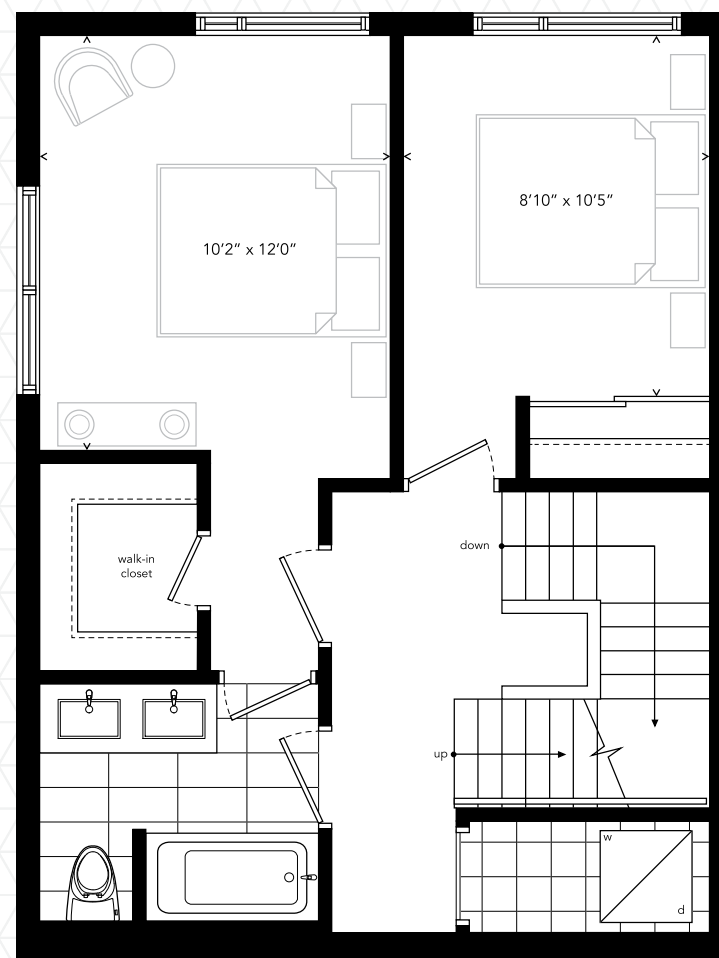 8'10" x 10'5"
10'2" x 12'0"
down
walk-in
closet
up
w
d